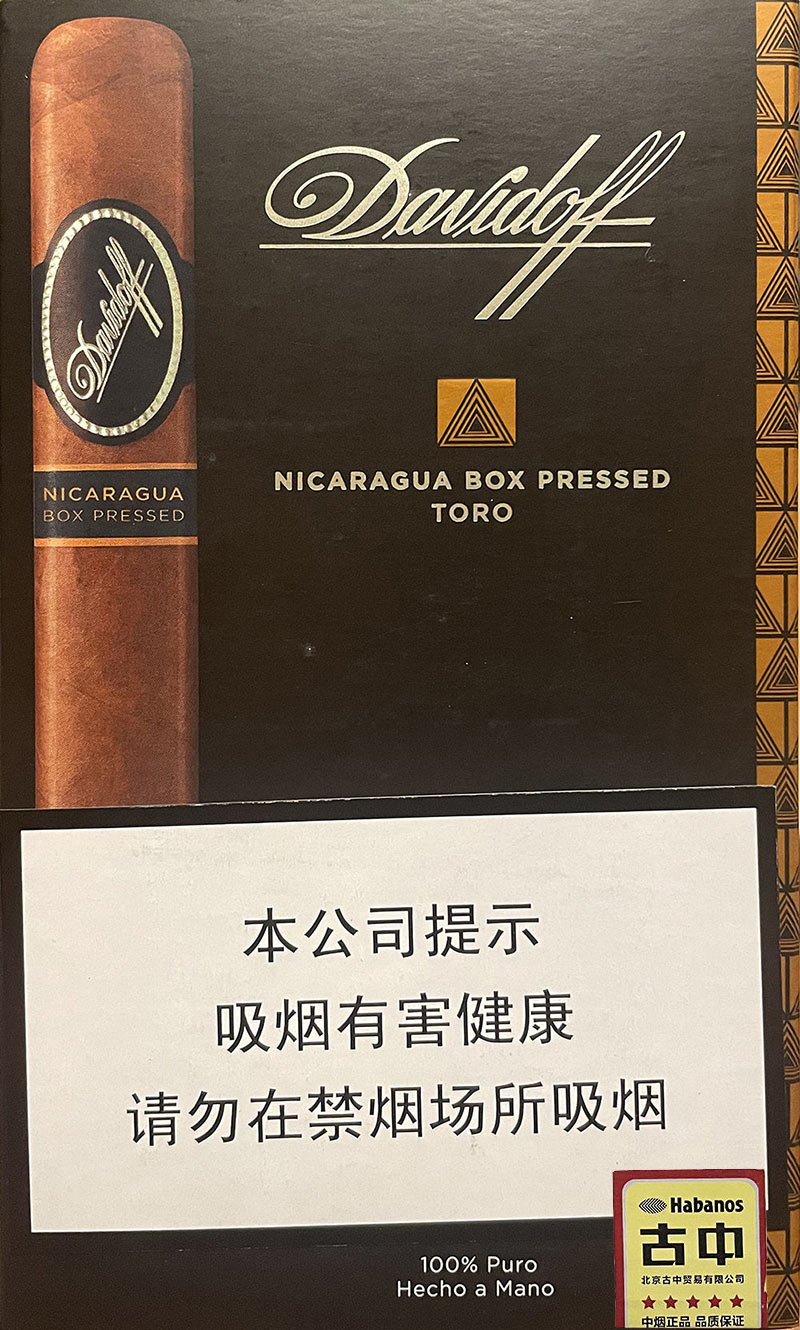 Davidoff
Davidoff
NICARAGUA
BOX PRESSED
NICARAGUA BOX PRESSED
TORO
本公司提示
吸烟有害健康
请勿在禁烟场所吸烟
100% Puro
Hecho a Mano
Habanos
古中
北京古中贸易有限公司
中烟正品 品质保证